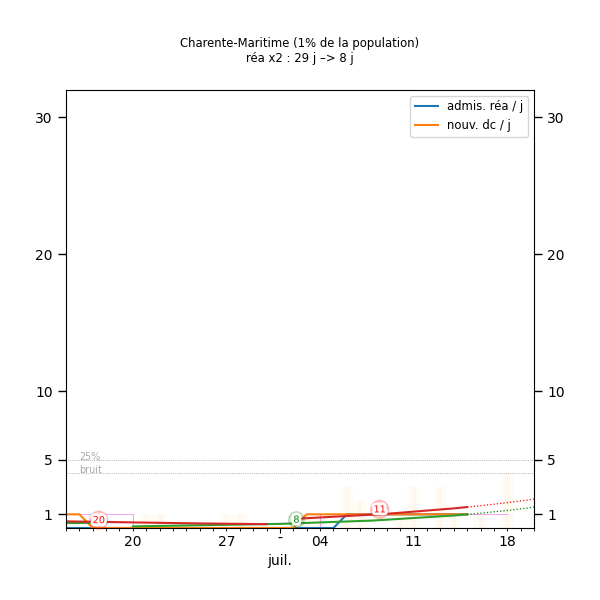 Charente-Maritime (1% de la population)
réa x2 : 29 j –> 8 j
admis. réa / j
nouv. dc / j
30 30
20 20
10 10
5 5
25%
bruit
1 1
20 8 11
20 27 - 04 11 18
juil.